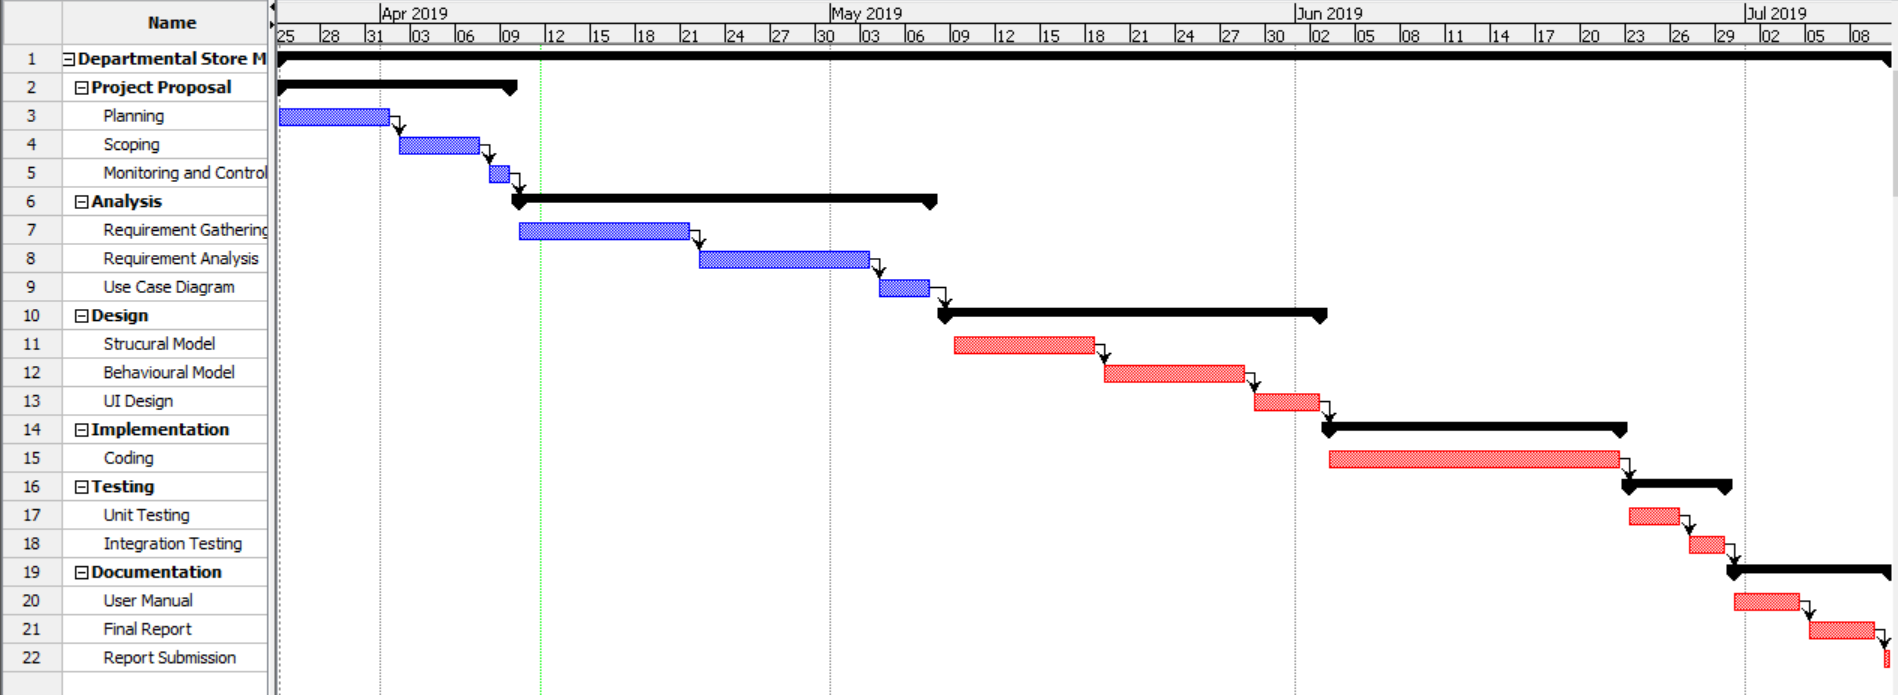 Name
Apr 2019 May 2019 Jun 2019 Jul 2019
25 28 31 03 06 09 12 15 18 21 24 27 30 03 06 09 12 15 18 21 24 27 30 02 05 08 11 14 17 20 23 26 29 02 05 08
1 Departmental Store M
2 Project Proposal
3 Planning
4 Scoping
5 Monitoring and Control
6 Analysis
7 Requirement Gathering
8 Requirement Analysis
9 Use Case Diagram
10 Design
11 Strucural Model
12 Behavioural Model
13 UI Design
14 Implementation
15 Coding
16 Testing
17 Unit Testing
18 Integration Testing
19 Documentation
20 User Manual
21 Final Report
22 Report Submission